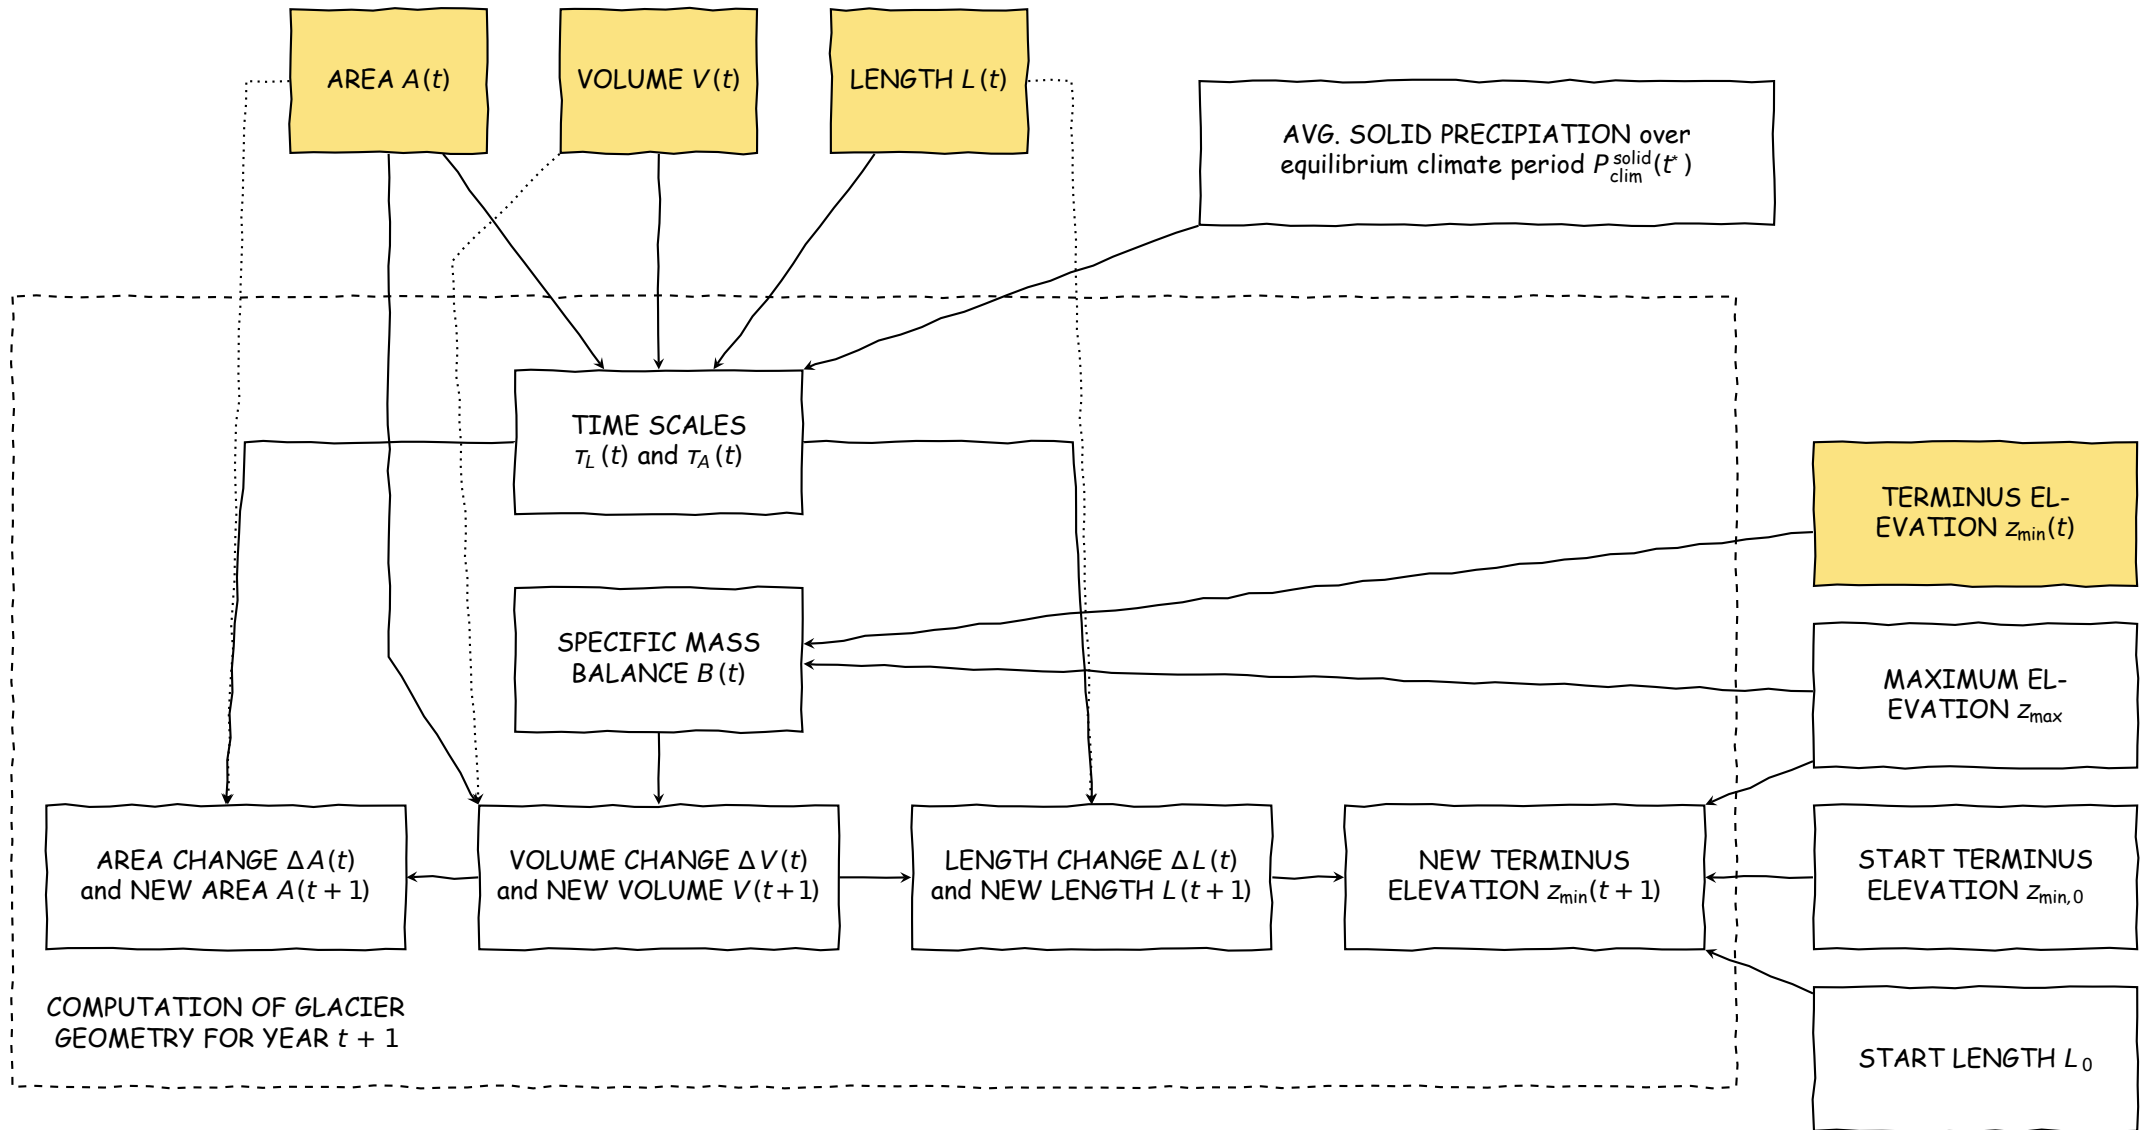 AREA A(t)
VOLUME V(t)
LENGTH L(t)
AVG. SOLID PRECIPIATION over
equilibrium climate period P_clim^solid(t*)
TIME SCALES
τ_L(t) and τ_A(t)
TERMINUS EL-
EVATION z_min(t)
SPECIFIC MASS
BALANCE B(t)
MAXIMUM EL-
EVATION z_max
AREA CHANGE ΔA(t)
and NEW AREA A(t + 1)
VOLUME CHANGE ΔV(t)
and NEW VOLUME V(t+1)
LENGTH CHANGE ΔL(t)
and NEW LENGTH L(t+1)
NEW TERMINUS
ELEVATION z_min(t + 1)
START TERMINUS
ELEVATION z_min,0
COMPUTATION OF GLACIER
GEOMETRY FOR YEAR t + 1
START LENGTH L_0